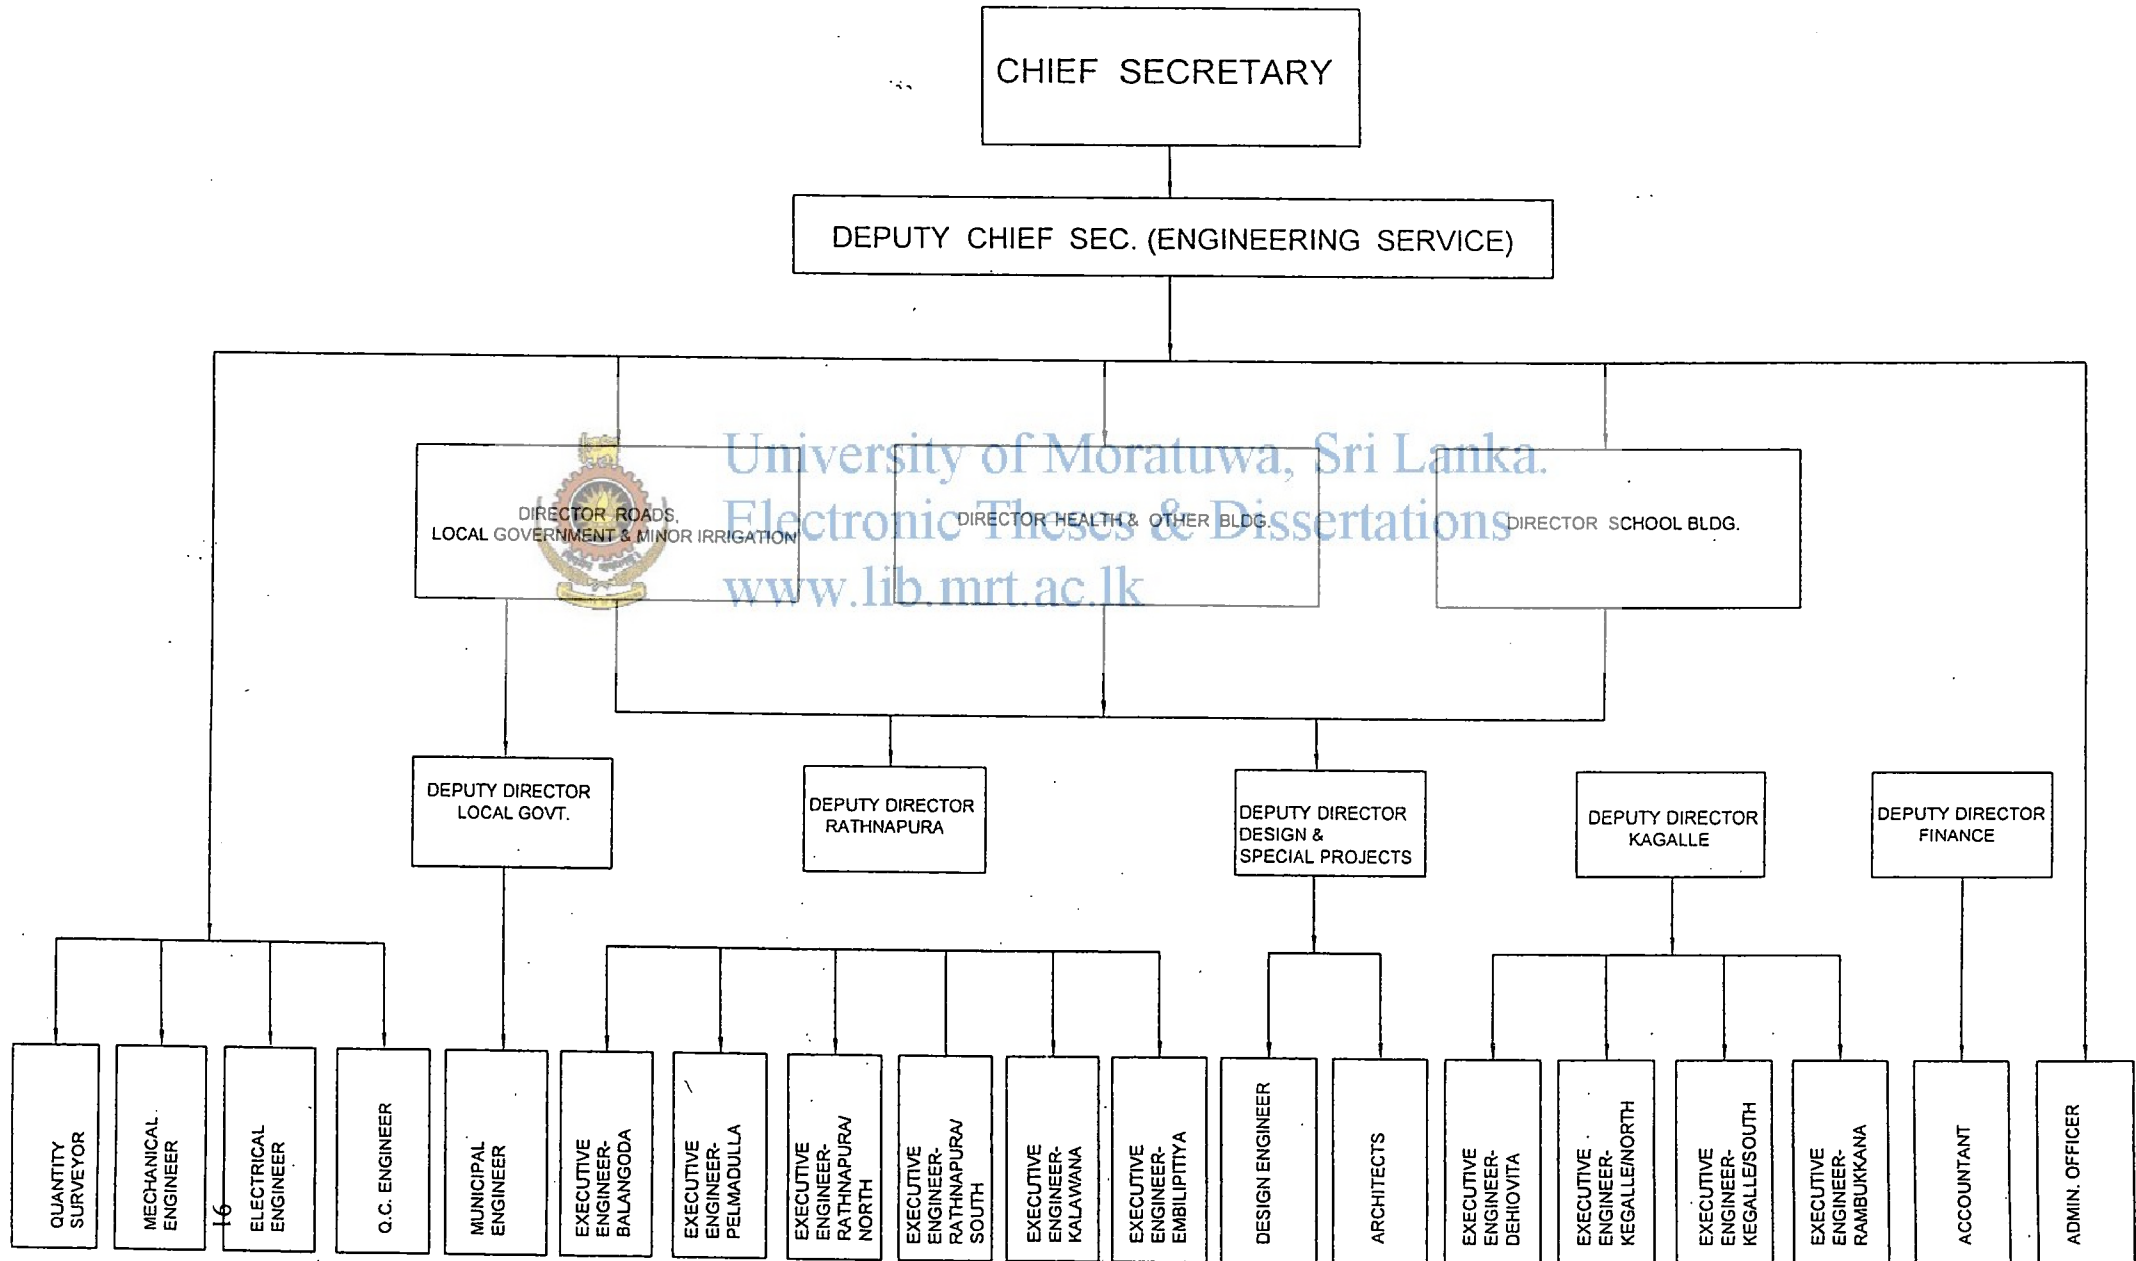 CHIEF SECRETARY
DEPUTY CHIEF SEC. (ENGINEERING SERVICE)
University of Moratuwa, Sri Lanka.
Electronic Theses & Dissertations
www.lib.mrt.ac.lk
DIRECTOR ROADS,
LOCAL GOVERNMENT & MINOR IRRIGATION
DIRECTOR HEALTH & OTHER BLDG.
DIRECTOR SCHOOL BLDG.
DEPUTY DIRECTOR
LOCAL GOVT.
DEPUTY DIRECTOR
RATHNAPURA
DEPUTY DIRECTOR
DESIGN &
SPECIAL PROJECTS
DEPUTY DIRECTOR
KAGALLE
DEPUTY DIRECTOR
FINANCE
QUANTITY
SURVEYOR
MECHANICAL
ENGINEER
16
ELECTRICAL
ENGINEER
Q.C. ENGINEER
MUNICIPAL
ENGINEER
EXECUTIVE
ENGINEER-
BALANGODA
EXECUTIVE
ENGINEER-
PELMADULLA
EXECUTIVE
ENGINEER-
RATHNAPURA/
NORTH
EXECUTIVE
ENGINEER-
RATHNAPURA/
SOUTH
EXECUTIVE
ENGINEER-
KALAWANA
EXECUTIVE
ENGINEER-
EMBILIPITIYA
DESIGN ENGINEER
ARCHITECTS
EXECUTIVE
ENGINEER-
DEHIOVITA
EXECUTIVE
ENGINEER-
KEGALLE/NORTH
EXECUTIVE
ENGINEER-
KEGALLE/SOUTH
EXECUTIVE
ENGINEER-
RAMBUKKANA
ACCOUNTANT
ADMIN. OFFICER